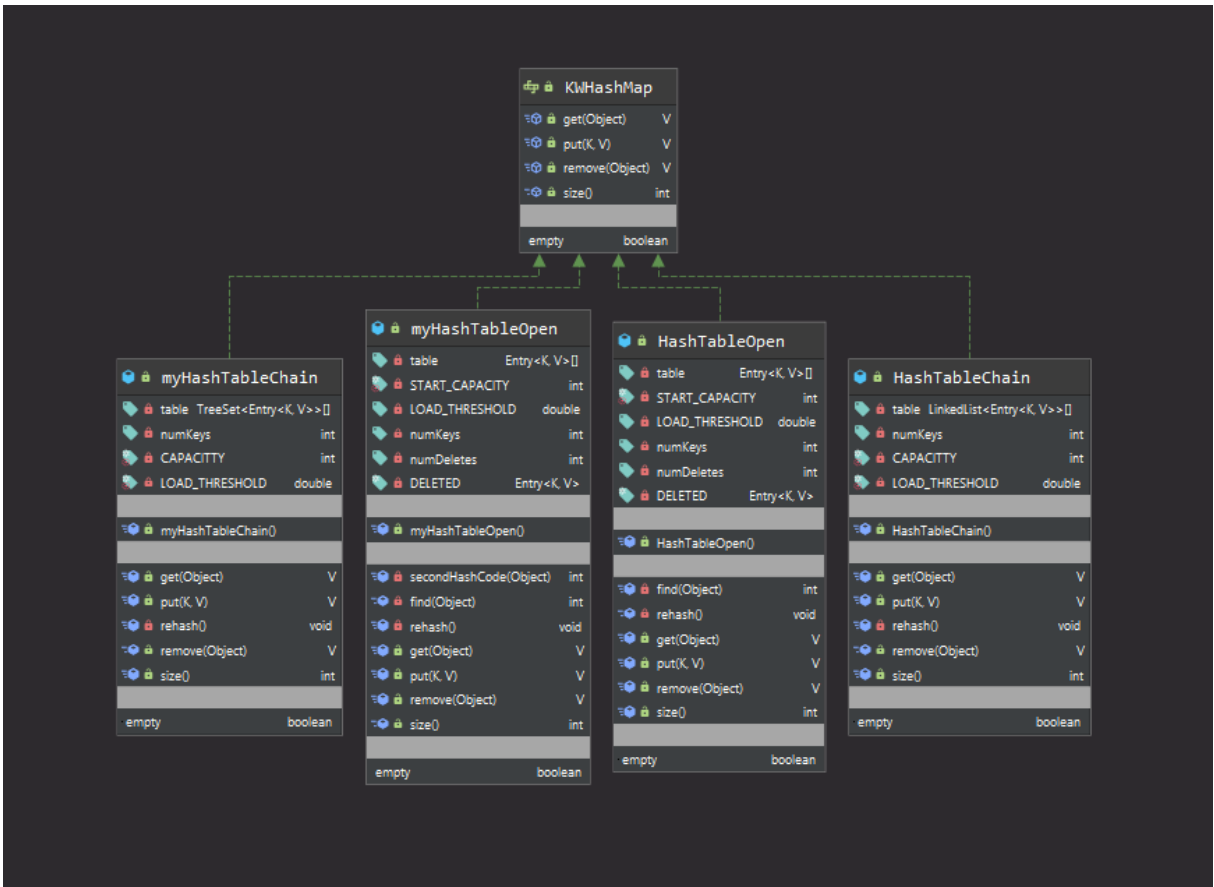 KWHashMap
get(Object) V
put(K, V) V
remove(Object) V
size() int
empty boolean
myHashTableChain
table TreeSet<Entry<K, V>>[]
numKeys int
CAPACITTY int
LOAD_THRESHOLD double
myHashTableChain()
get(Object) V
put(K, V) V
rehash() void
remove(Object) V
size() int
empty boolean
myHashTableOpen
table Entry<K, V>[]
START_CAPACITY int
LOAD_THRESHOLD double
numKeys int
numDeletes int
DELETED Entry<K, V>
myHashTableOpen()
secondHashCode(Object) int
find(Object) int
rehash() void
get(Object) V
put(K, V) V
remove(Object) V
size() int
empty boolean
HashTableOpen
table Entry<K, V>[]
START_CAPACITY int
LOAD_THRESHOLD double
numKeys int
numDeletes int
DELETED Entry<K, V>
HashTableOpen()
find(Object) int
rehash() void
get(Object) V
put(K, V) V
remove(Object) V
size() int
empty boolean
HashTableChain
table LinkedList<Entry<K, V>>[]
numKeys int
CAPACITTY int
LOAD_THRESHOLD double
HashTableChain()
get(Object) V
put(K, V) V
rehash() void
remove(Object) V
size() int
empty boolean